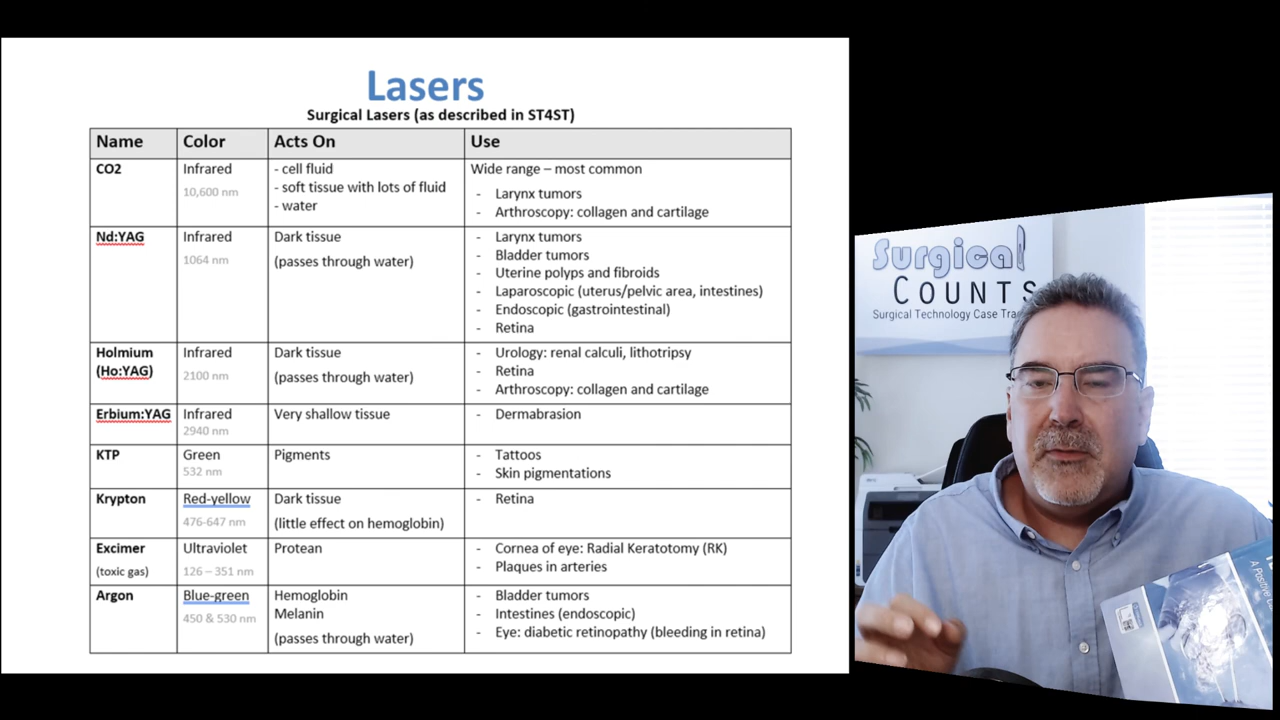 Lasers
Surgical Lasers (as described in ST4ST)
Name Color Acts On Use
CO2 Infrared - cell fluid Wide range – most common
10,600 nm - soft tissue with lots of fluid - Larynx tumors
- water - Arthroscopy: collagen and cartilage
Nd:YAG Infrared Dark tissue - Larynx tumors
1064 nm (passes through water) - Bladder tumors
- Uterine polyps and fibroids
- Laparoscopic (uterus/pelvic area, intestines)
- Endoscopic (gastrointestinal)
- Retina
Holmium Infrared Dark tissue - Urology: renal calculi, lithotripsy
(Ho:YAG) 2100 nm (passes through water) - Retina
- Arthroscopy: collagen and cartilage
Erbium:YAG Infrared Very shallow tissue - Dermabrasion
2940 nm
KTP Green Pigments - Tattoos
532 nm - Skin pigmentations
Krypton Red-yellow Dark tissue - Retina
476-647 nm (little effect on hemoglobin)
Excimer Ultraviolet Protean - Cornea of eye: Radial Keratotomy (RK)
(toxic gas) 126 – 351 nm - Plaques in arteries
Argon Blue-green Hemoglobin - Bladder tumors
450 & 530 nm Melanin - Intestines (endoscopic)
(passes through water) - Eye: diabetic retinopathy (bleeding in retina)
Surgical
COUNTS
Surgical Technology Case Tra
A Positive